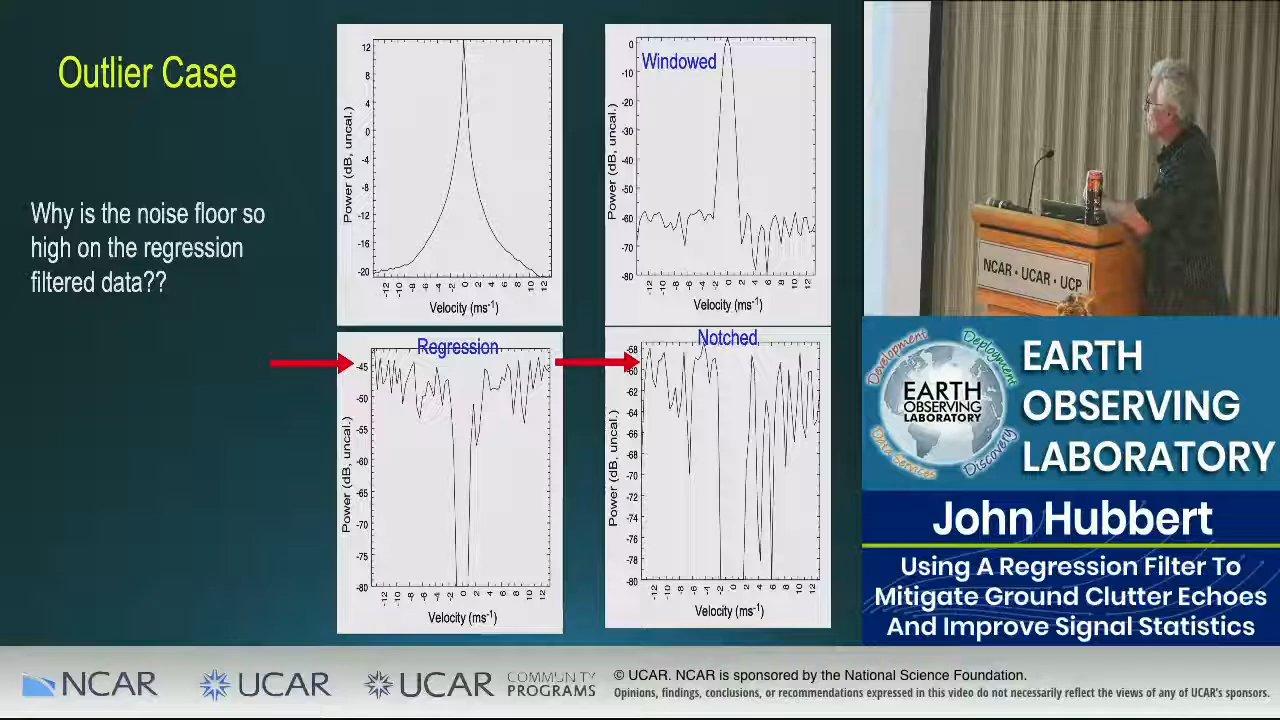 Outlier Case
Why is the noise floor so
high on the regression
filtered data??
12
8
4
0
-4
-8
-12
-16
-20
Power (dB, uncal.)
-12 -10 -8 -6 -4 -2 0 2 4 6 8 10 12
Velocity (ms-1)
Windowed
0
-10
-20
-30
-40
-50
-60
-70
-80
Power (dB, uncal.)
-12 -10 -8 -6 -4 -2 0 2 4 6 8 10 12
Velocity (ms-1)
Regression
-45
-50
-55
-60
-65
-70
-75
-80
Power (dB, uncal.)
-12 -10 -8 -6 -4 -2 0 2 4 6 8 10 12
Velocity (ms-1)
Notched
-58
-60
-62
-64
-66
-68
-70
-72
-74
-76
-78
-80
Power (dB, uncal.)
-12 -10 -8 -6 -4 -2 0 2 4 6 8 10 12
Velocity (ms-1)
NCAR • UCAR • UCP
Development
Deployment
Data Services
Discovery
EARTH
OBSERVING
LABORATORY
EARTH
OBSERVING
LABORATORY
John Hubbert
Using A Regression Filter To
Mitigate Ground Clutter Echoes
And Improve Signal Statistics
NCAR
UCAR
UCAR
COMMUNITY
PROGRAMS
© UCAR. NCAR is sponsored by the National Science Foundation.
Opinions, findings, conclusions, or recommendations expressed in this video do not necessarily reflect the views of any of UCAR's sponsors.